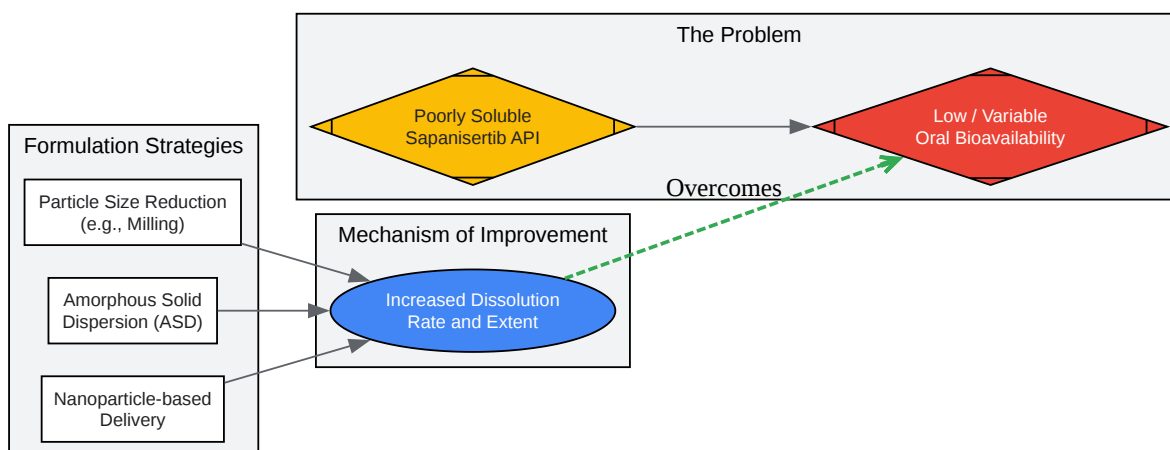 The Problem
Poorly Soluble
Sapanisertib API
Low / Variable
Oral Bioavailability
Overcomes
Formulation Strategies
Particle Size Reduction
(e.g., Milling)
Amorphous Solid
Dispersion (ASD)
Nanoparticle-based
Delivery
Mechanism of Improvement
Increased Dissolution
Rate and Extent